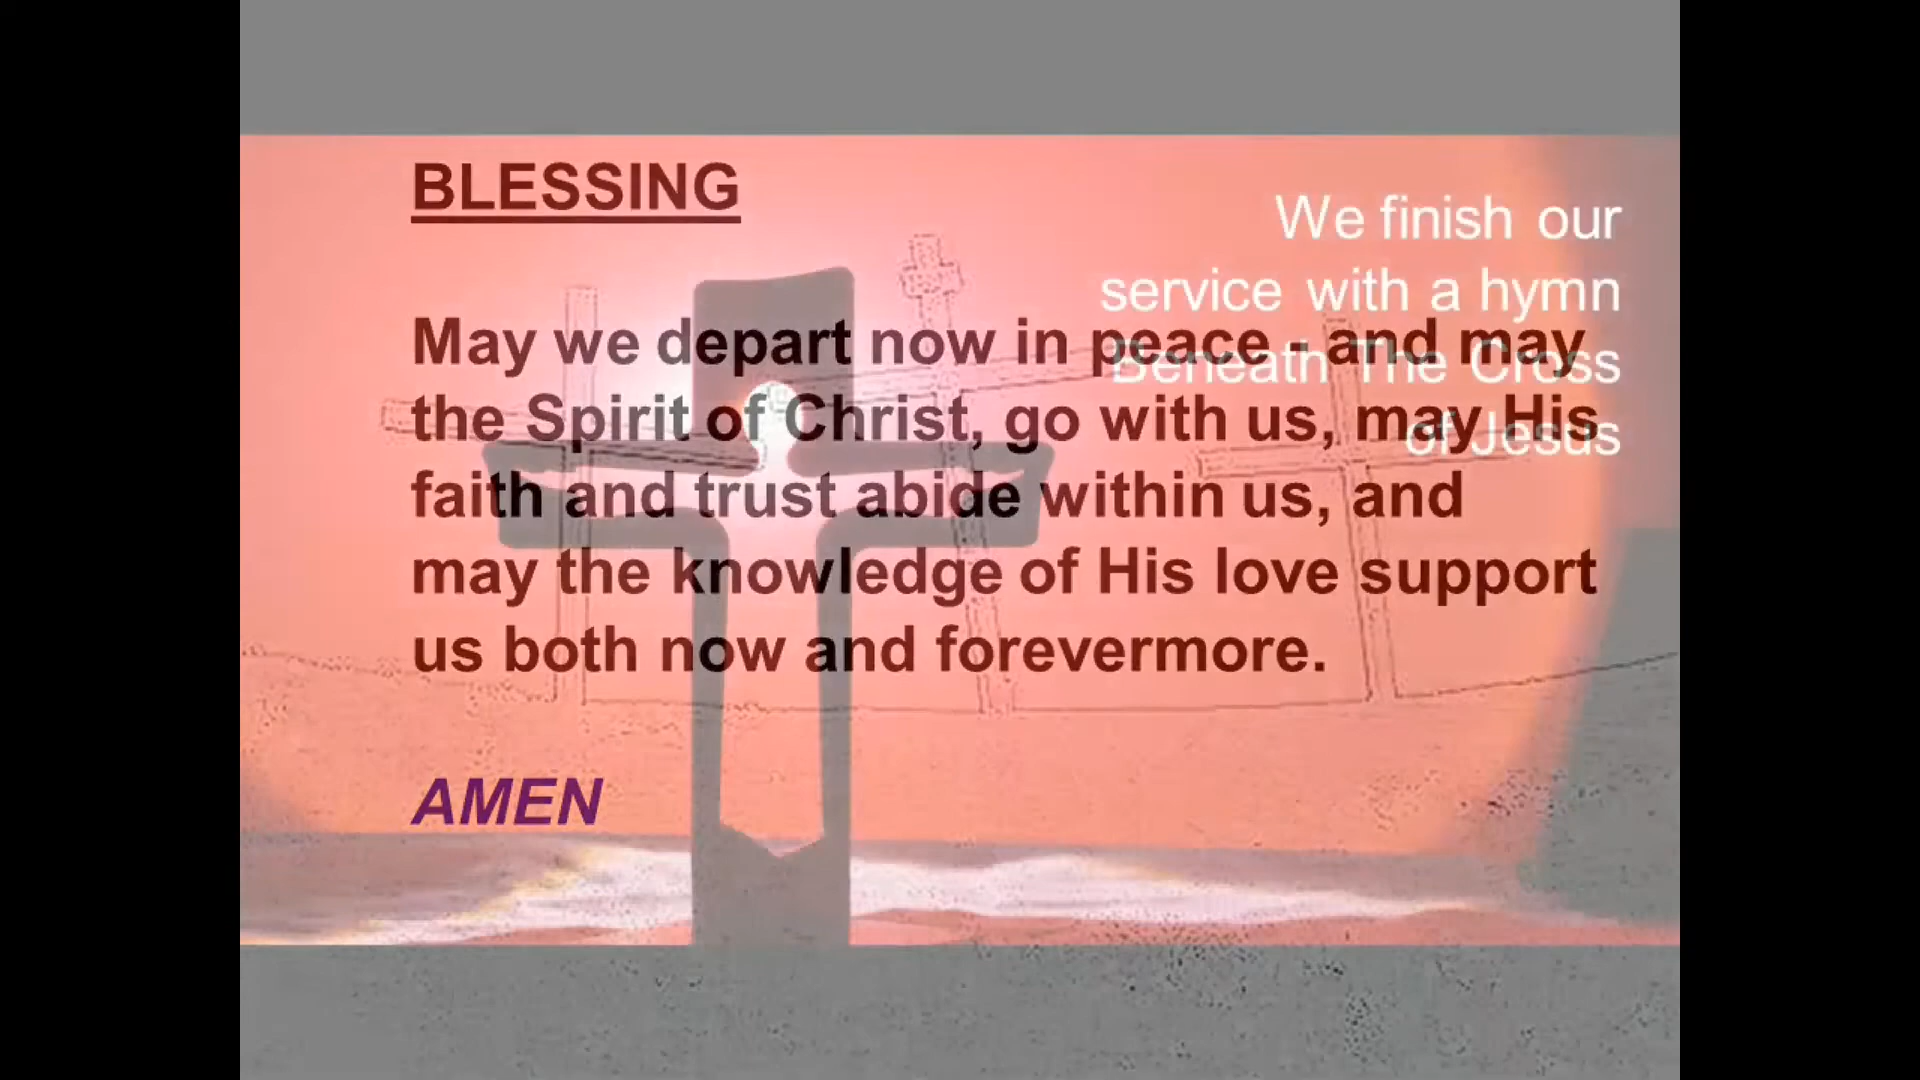 BLESSING
May we depart now in peace - and may
the Spirit of Christ, go with us, may His
faith and trust abide within us, and
may the knowledge of His love support
us both now and forevermore.
AMEN
We finish our
service with a hymn
Beneath The Cross
of Jesus